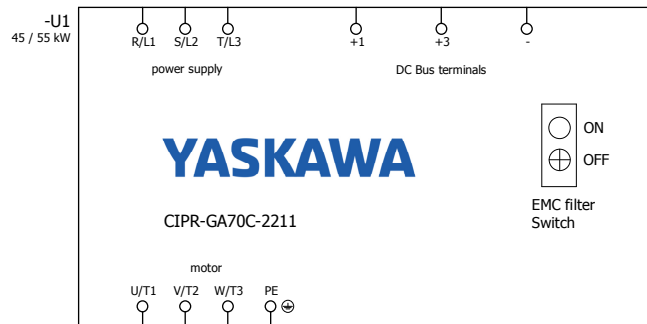 -U1
45 / 55 kW
R/L1 S/L2 T/L3 +1 +3 -
power supply DC Bus terminals
ON
YASKAWA
OFF
EMC filter
Switch
CIPR-GA70C-2211
motor
U/T1 V/T2 W/T3 PE